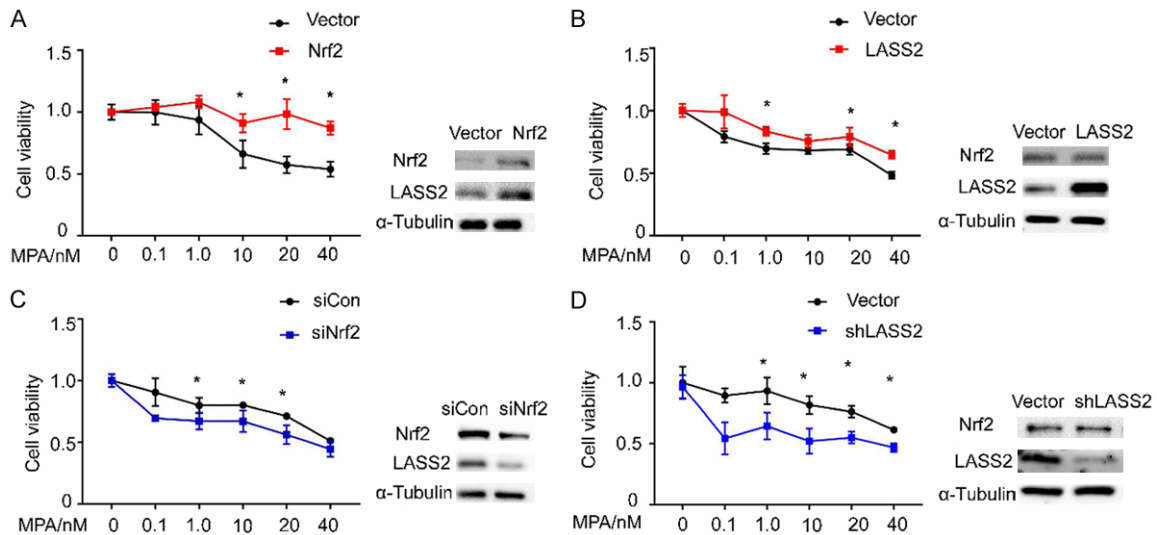 A
Vector
Nrf2
1.5
1.0
0.5
0
Cell viability
* * *
MPA/nM 0 0.1 1.0 10 20 40
Vector Nrf2
Nrf2
LASS2
α-Tubulin
B
Vector
LASS2
1.5
1.0
0.5
0
Cell viability
* * *
MPA/nM 0 0.1 1.0 10 20 40
Vector LASS2
Nrf2
LASS2
α-Tubulin
C
siCon
siNrf2
1.5
1.0
0.5
0
Cell viability
* * *
MPA/nM 0 0.1 1.0 10 20 40
siCon siNrf2
Nrf2
LASS2
α-Tubulin
D
Vector
shLASS2
1.5
1.0
0.5
0
Cell viability
* * * *
MPA/nM 0 0.1 1.0 10 20 40
Vector shLASS2
Nrf2
LASS2
α-Tubulin